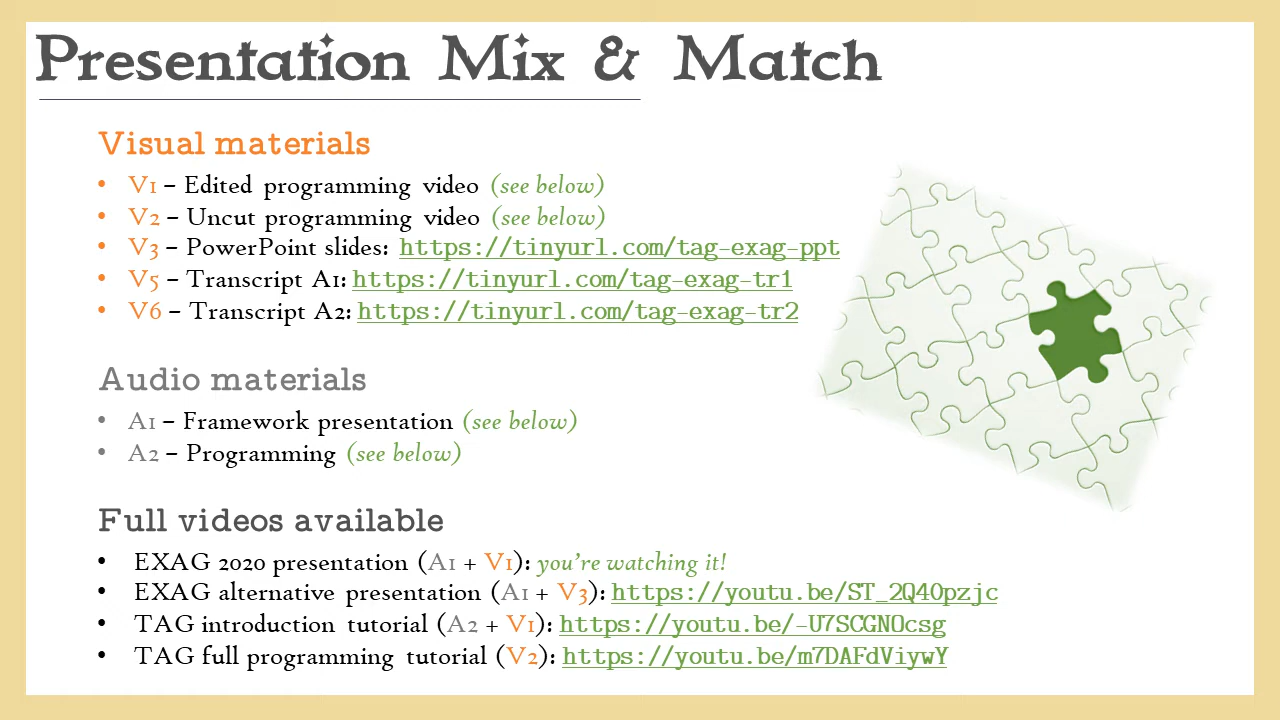 Presentation Mix & Match
Visual materials
• V1 – Edited programming video (see below)
• V2 – Uncut programming video (see below)
• V3 – PowerPoint slides: https://tinyurl.com/tag-exag-ppt
• V5 – Transcript A1: https://tinyurl.com/tag-exag-tr1
• V6 – Transcript A2: https://tinyurl.com/tag-exag-tr2
Audio materials
• A1 – Framework presentation (see below)
• A2 – Programming (see below)
Full videos available
• EXAG 2020 presentation (A1 + V1): you're watching it!
• EXAG alternative presentation (A1 + V3): https://youtu.be/ST_2Q40pzjc
• TAG introduction tutorial (A2 + V1): https://youtu.be/-U7SCGNOcsg
• TAG full programming tutorial (V2): https://youtu.be/m7DAFdViywY